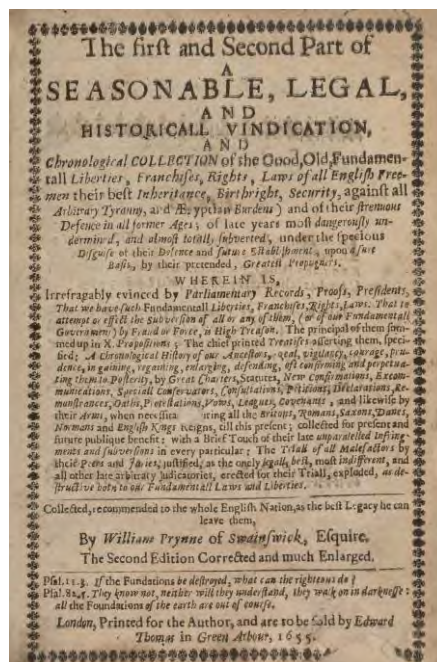 The first and Second Part of
A
SEASONABLE, LEGAL,
AND
HISTORICALL VINDICATION,
AND
Chronological COLLECTION of the Good, Old, Fundamen-
tall Liberties, Franchises, Rights, Laws of all English Free-
men their best Inheritance, Birthright, Security, against all
Arbitrary Tyranny, and Ægyptian Burdens) and of their strenuous
Defence in all former Ages; of late years most dangerously un-
dermin'd, and almost totally subverted, under the specious
Disguise of their Defence and future Establishment, upon a sure
Basis, by their pretended, Greatest Propugners.
WHEREIN IS,
Irrefragably evinced by Parliamentary Records, Proofs, Presidents,
That we have such Fundamentall Liberties, Franchises, Rights, Laws. That to
attempt or effect the Subversion of all or any of them, (or of our Fundamentall
Government) by Fraud or Force, is High Treason. The principal of them sum-
med up in X. Propositions; The chief printed Treatises asserting them, speci-
fied; A Chronological History of our Ancestors, zeal, vigilancy, courage, pru-
dence, in gaining, regaining, enlarging, defending, oft confirming and perpetua-
ting them to Posterity, by Great Charters, Statutes, New Confirmations, Excom-
munications, Special Conservators, Consultations, Petitions, Declarations, Re-
monstrances, Oaths, Protestations, Vowes, Leagues, Covenants; and likewise by
their Arms, when necessita iring all the Britons, Romans, Saxons, Danes,
Normans and English Kings Reigns, till this present; collected for present and
future publique benefit: with a Brief Touch of their late unparallelled Infringe-
ments and subversions in every particular; The Triall of all Malefactors by
their Peers and Juries, justified, as the onely legall, best, most indifferent, and
all other late arbitrary Judicatories, erected for their Triall, exploded, as de-
structive both to our Fundamentall Laws and Liberties.
Collected, recommended to the whole English Nation, as the best Legacy he can
leave them,
By William Prynne of Swainswick, Esquire.
The Second Edition Corrected and much Enlarged.
Psal. 11.3. If the Fundations be destroyed, what can the righteous do?
Psal. 82.5. They know not, neither will they understand, they walk on in darknesse:
all the Foundations of the earth are out of course.
London, Printed for the Author, and are to be sold by Edward
Thomas in Green Arbour, 1655.